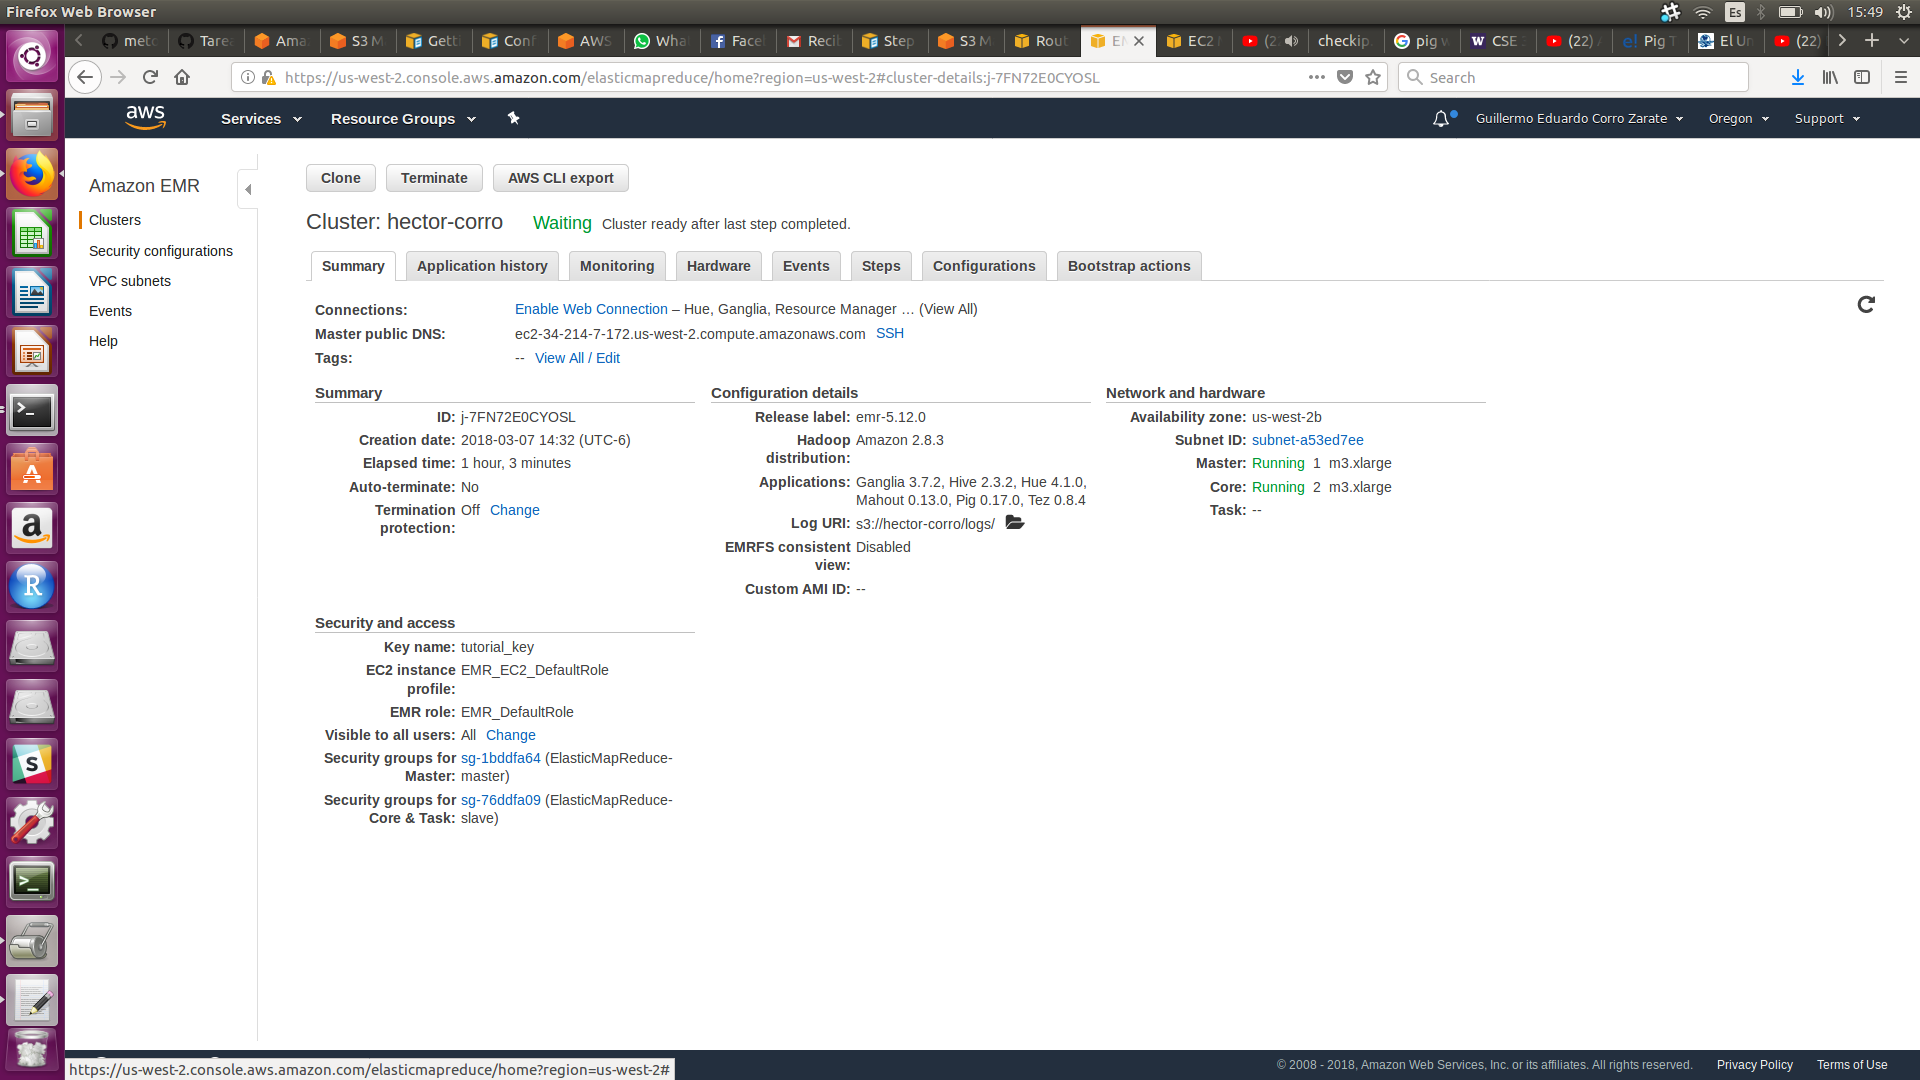 Firefox Web Browser
Es
15:49
Tarea
Amaz
S3 M
Getti
Conf
AWS
What
Face
Recib
Step
S3 M
Rout
EC2 M
checkip.
pig w
CSE
(22)
Pig T
El Un
(22)
https://us-west-2.console.aws.amazon.com/elasticmapreduce/home?region=us-west-2#cluster-details:j-7FN72E0CYOSL
Search
aws
Services
Resource Groups
Guillermo Eduardo Corro Zarate
Oregon
Support
Amazon EMR
Clusters
Security configurations
VPC subnets
Events
Help
Clone
Terminate
AWS CLI export
Cluster: hector-corro
Waiting
Cluster ready after last step completed.
Summary
Application history
Monitoring
Hardware
Events
Steps
Configurations
Bootstrap actions
Connections: Enable Web Connection – Hue, Ganglia, Resource Manager … (View All)
Master public DNS: ec2-34-214-7-172.us-west-2.compute.amazonaws.com SSH
Tags: -- View All / Edit
Summary
ID: j-7FN72E0CYOSL
Creation date: 2018-03-07 14:32 (UTC-6)
Elapsed time: 1 hour, 3 minutes
Auto-terminate: No
Termination protection: Off Change
Configuration details
Release label: emr-5.12.0
Hadoop distribution: Amazon 2.8.3
Applications: Ganglia 3.7.2, Hive 2.3.2, Hue 4.1.0,
Mahout 0.13.0, Pig 0.17.0, Tez 0.8.4
Log URI: s3://hector-corro/logs/
EMRFS consistent view: Disabled
Custom AMI ID: --
Network and hardware
Availability zone: us-west-2b
Subnet ID: subnet-a53ed7ee
Master: Running 1 m3.xlarge
Core: Running 2 m3.xlarge
Task: --
Security and access
Key name: tutorial_key
EC2 instance profile: EMR_EC2_DefaultRole
EMR role: EMR_DefaultRole
Visible to all users: All Change
Security groups for Master: sg-1bddfa64 (ElasticMapReduce-master)
Security groups for Core & Task: sg-76ddfa09 (ElasticMapReduce-slave)
https://us-west-2.console.aws.amazon.com/elasticmapreduce/home?region=us-west-2#
© 2008 - 2018, Amazon Web Services, Inc. or its affiliates. All rights reserved.
Privacy Policy
Terms of Use